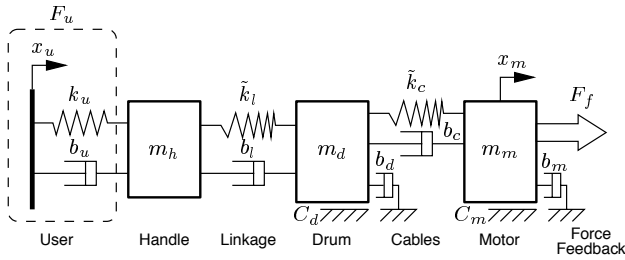 F_u
x_u
k_u
b_u
m_h
k̃_l
b_l
m_d
b_d
C_d
k̃_c
b_c
x_m
m_m
b_m
C_m
F_f
User Handle Linkage Drum Cables Motor Force
Feedback